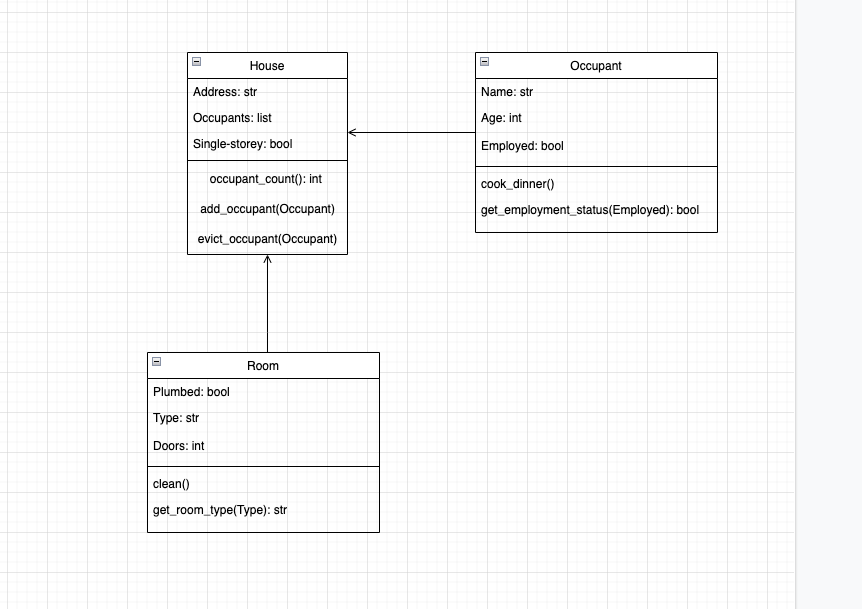 House
Address: str
Occupants: list
Single-storey: bool
occupant_count(): int
add_occupant(Occupant)
evict_occupant(Occupant)
Occupant
Name: str
Age: int
Employed: bool
cook_dinner()
get_employment_status(Employed): bool
Room
Plumbed: bool
Type: str
Doors: int
clean()
get_room_type(Type): str